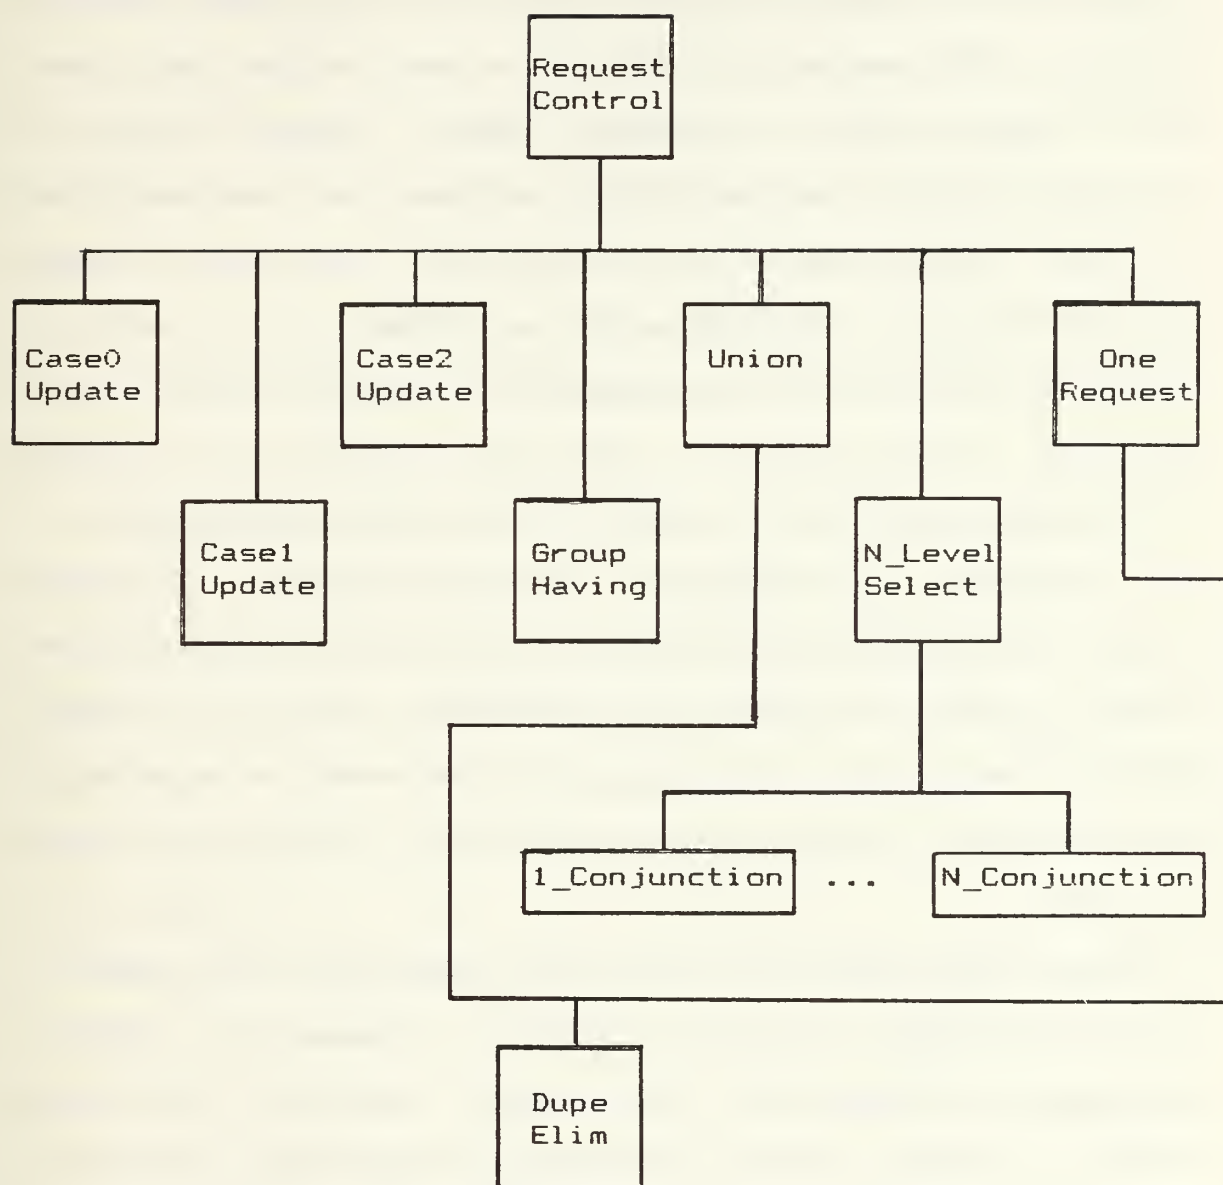 Request
Control
Case0
Update
Case2
Update
Union
One
Request
Case1
Update
Group
Having
N_Level
Select
1_Conjunction ... N_Conjunction
Dupe
Elim